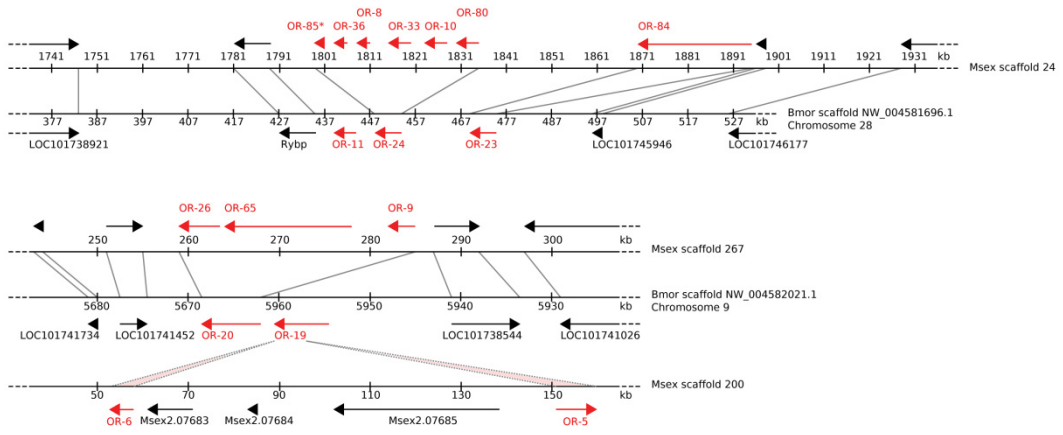 OR-8 OR-80
OR-85* OR-36 OR-33 OR-10 OR-84
1741 1751 1761 1771 1781 1791 1801 1811 1821 1831 1841 1851 1861 1871 1881 1891 1901 1911 1921 1931 kb
Msex scaffold 24
Bmor scaffold NW_004581696.1
377 387 397 407 417 427 437 447 457 467 477 487 497 507 517 527 kb
Chromosome 28
LOC101738921 Rybp OR-11 OR-24 OR-23 LOC101745946 LOC101746177
OR-26 OR-65 OR-9
250 260 270 280 290 300 kb
Msex scaffold 267
Bmor scaffold NW_004582021.1
5680 5670 5960 5950 5940 5930 kb
Chromosome 9
LOC101741734 LOC101741452 OR-20 OR-19 LOC101738544 LOC101741026
Msex scaffold 200
50 70 90 110 130 150 kb
OR-6 Msex2.07683 Msex2.07684 Msex2.07685 OR-5